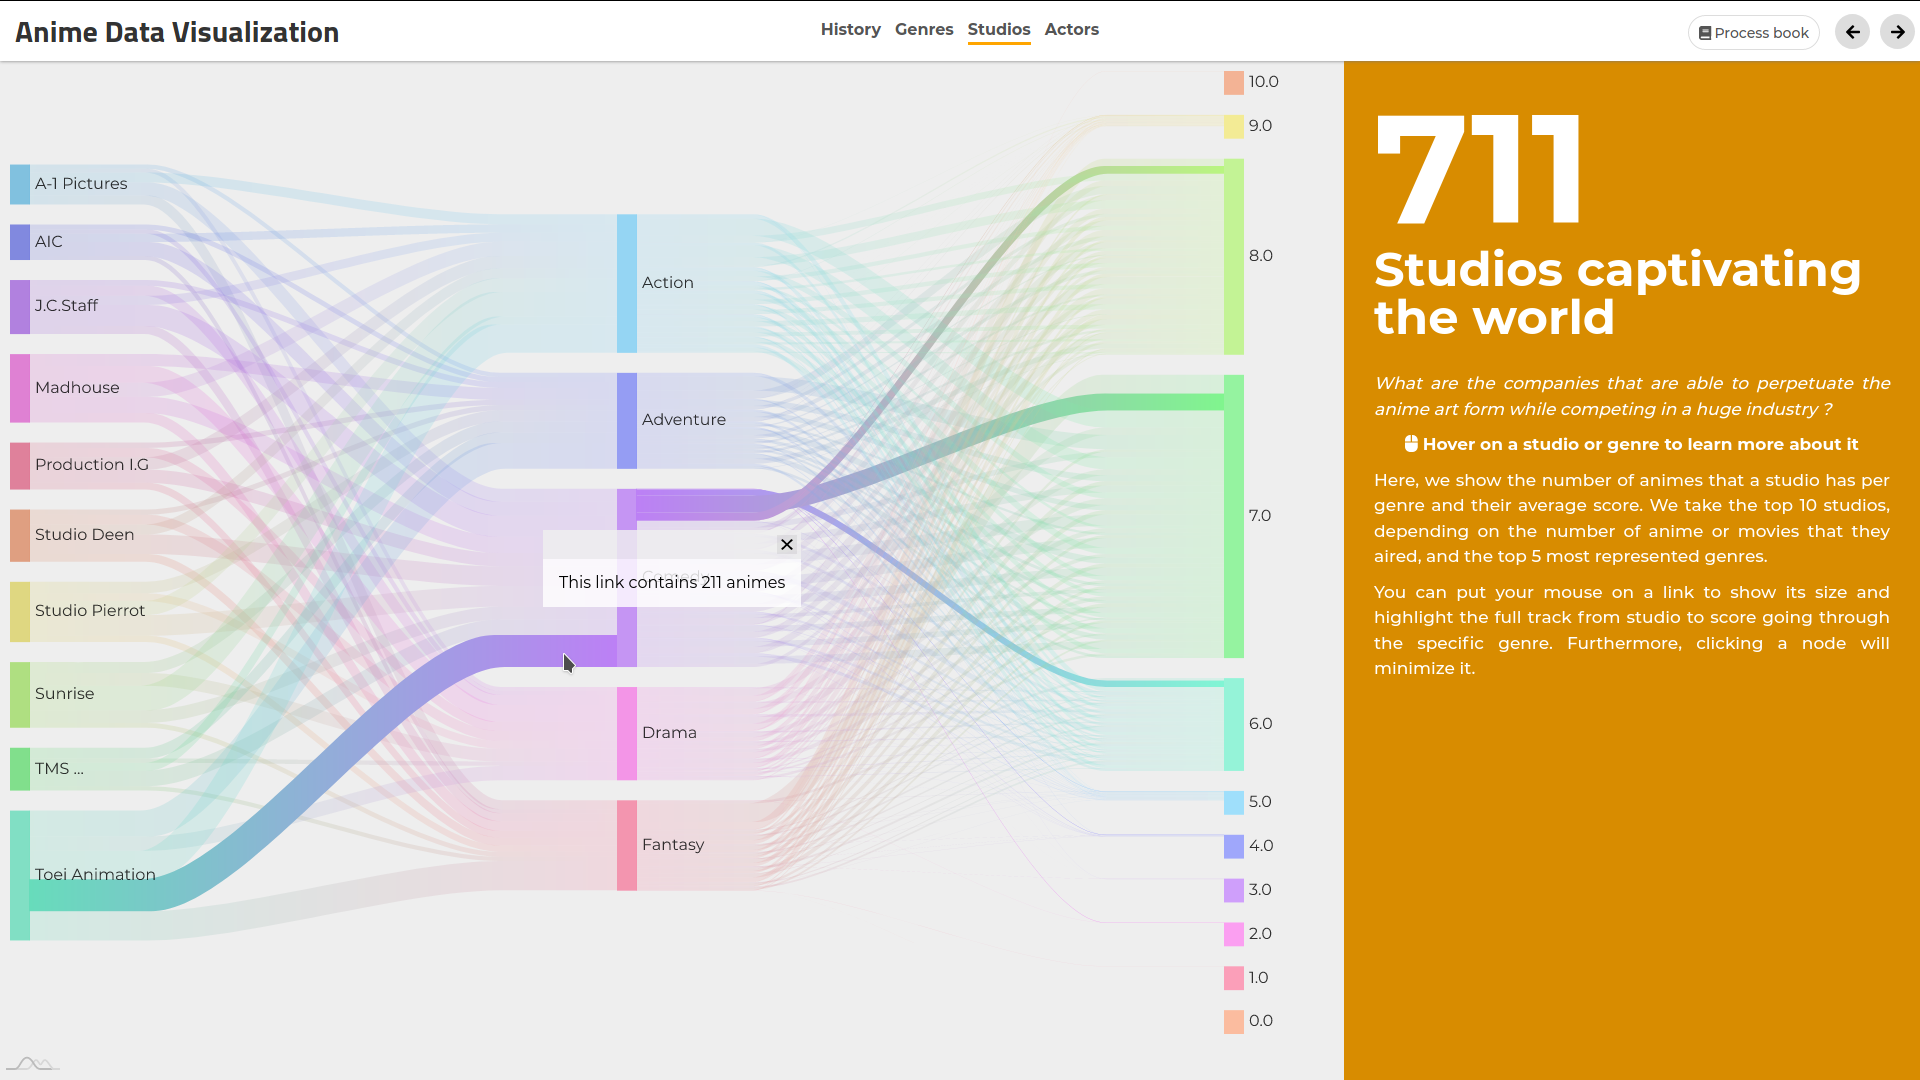 Anime Data Visualization
History Genres Studios Actors
Process book
A-1 Pictures
AIC
J.C.Staff
Madhouse
Production I.G
Studio Deen
Studio Pierrot
Sunrise
TMS ...
Toei Animation
Action
Adventure
Comedy
Drama
Fantasy
This link contains 211 animes
10.0
9.0
8.0
7.0
6.0
5.0
4.0
3.0
2.0
1.0
0.0
711
Studios captivating
the world
What are the companies that are able to perpetuate the
anime art form while competing in a huge industry ?
Hover on a studio or genre to learn more about it
Here, we show the number of animes that a studio has per
genre and their average score. We take the top 10 studios,
depending on the number of anime or movies that they
aired, and the top 5 most represented genres.
You can put your mouse on a link to show its size and
highlight the full track from studio to score going through
the specific genre. Furthermore, clicking a node will
minimize it.